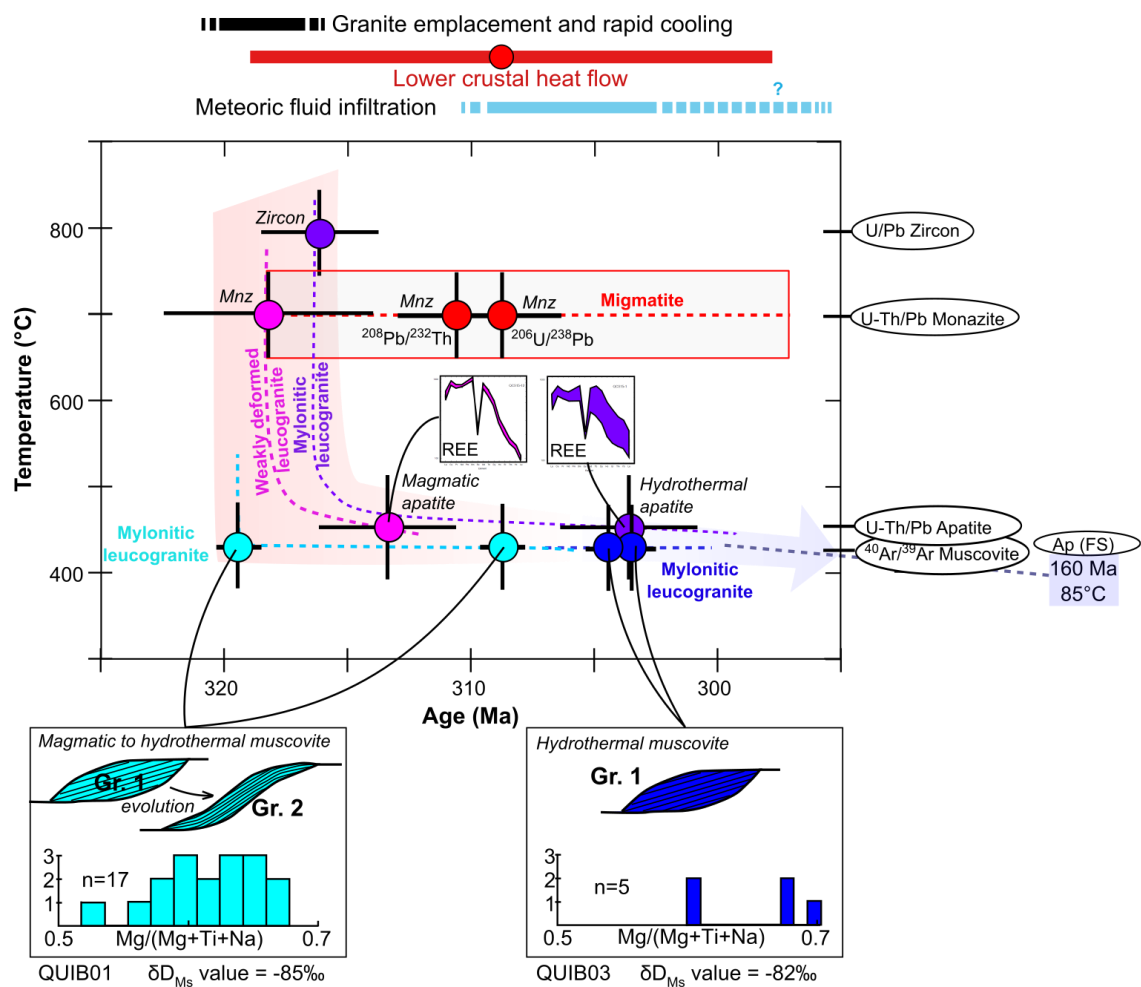 Granite emplacement and rapid cooling
Lower crustal heat flow
Meteoric fluid infiltration
?
Temperature (°C)
800
600
400
Zircon
Mnz
Mnz
Mnz
Migmatite
208Pb/232Th
206U/238Pb
Weakly deformed
leucogranite
Mylonitic
leucogranite
REE
REE
Magmatic
apatite
Hydrothermal
apatite
Mylonitic
leucogranite
Mylonitic
leucogranite
U/Pb Zircon
U-Th/Pb Monazite
U-Th/Pb Apatite
40Ar/39Ar Muscovite
Ap (FS)
160 Ma
85°C
320
310
300
Age (Ma)
Magmatic to hydrothermal muscovite
Gr. 1
evolution
Gr. 2
3
2
1
n=17
0.5
Mg/(Mg+Ti+Na)
0.7
QUIB01 δDMs value = -85‰
Hydrothermal muscovite
Gr. 1
3
2
1
n=5
0.5
Mg/(Mg+Ti+Na)
0.7
QUIB03 δDMs value = -82‰